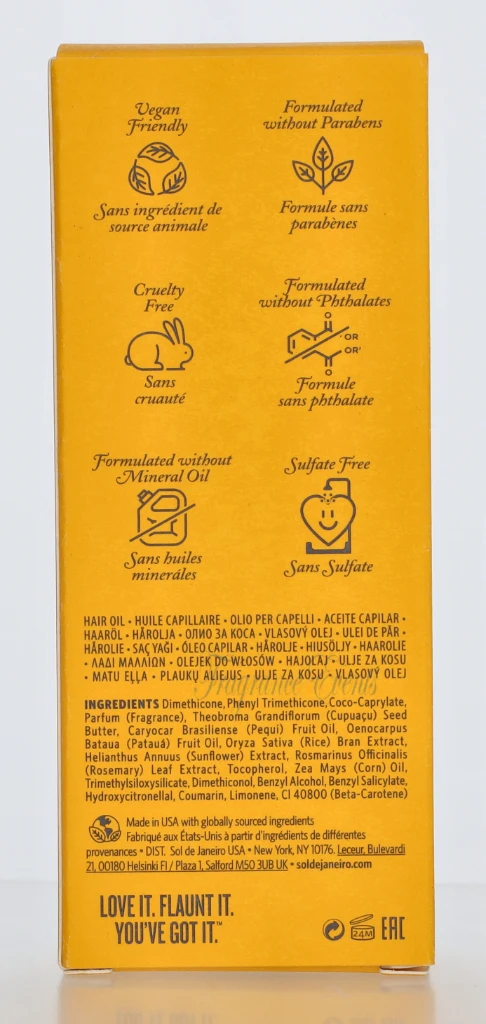 Vegan
Friendly
Sans ingrédient de
source animale
Formulated
without Parabens
Formule sans
parabènes
Cruelty
Free
Sans
cruauté
Formulated
without Phthalates
O
OR
OR'
O
Formule
sans phthalate
Formulated without
Mineral Oil
Sans huiles
mineráles
Sulfate Free
Sans Sulfate
HAIR OIL • HUILE CAPILLAIRE • OLIO PER CAPELLI • ACEITE CAPILAR •
HAARÖL • HÅROLJA • ОЛИО ЗА КОСА • VLASOVÝ OLEJ • ULEI DE PĂR •
HÅROLIE • SAÇ YAĞI • ÓLEO CAPILAR • HÅROLJE • HIUSÖLJY • HAAROLIE
• ΛΑΔΙ ΜΑΛΛΙΩΝ • OLEJEK DO WŁOSÓW • HAJOLAJ • ULJE ZA KOSU
• MATU EĻĻA • PLAUKŲ ALIEJUS • ULJE ZA KOSU • VLASOVÝ OLEJ
Fragrance Events
INGREDIENTS Dimethicone, Phenyl Trimethicone, Coco-Caprylate,
Parfum (Fragrance), Theobroma Grandiflorum (Cupuaçu) Seed
Butter, Caryocar Brasiliense (Pequi) Fruit Oil, Oenocarpus
Bataua (Patauá) Fruit Oil, Oryza Sativa (Rice) Bran Extract,
Helianthus Annuus (Sunflower) Extract, Rosmarinus Officinalis
(Rosemary) Leaf Extract, Tocopherol, Zea Mays (Corn) Oil,
Trimethylsiloxysilicate, Dimethiconol, Benzyl Alcohol, Benzyl Salicylate,
Hydroxycitronellal, Coumarin, Limonene, CI 40800 (Beta-Carotene)
Made in USA with globally sourced ingredients
Fabriqué aux États-Unis à partir d'ingrédients de différentes
provenances • DIST. Sol de Janeiro USA • New York, NY 10176. Leceur, Bulevardi
21, 00180 Helsinki FI / Plaza 1, Salford M50 3UB UK • soldejaneiro.com
LOVE IT. FLAUNT IT.
YOU'VE GOT IT.™
24M
EAC